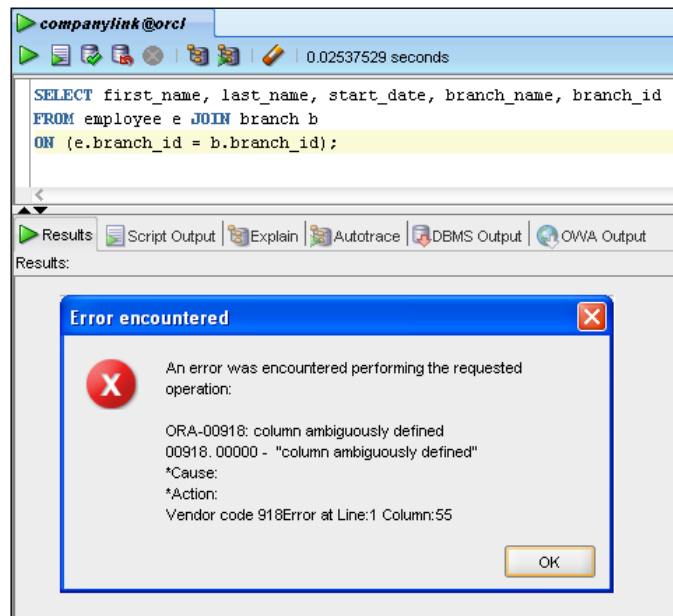 companylink@orcl
0.02537529 seconds
SELECT first_name, last_name, start_date, branch_name, branch_id
FROM employee e JOIN branch b
ON (e.branch_id = b.branch_id);
Results Script Output Explain Autotrace DBMS Output OWA Output
Results:
Error encountered
An error was encountered performing the requested
operation:
ORA-00918: column ambiguously defined
00918. 00000 - "column ambiguously defined"
*Cause:
*Action:
Vendor code 918Error at Line:1 Column:55
OK